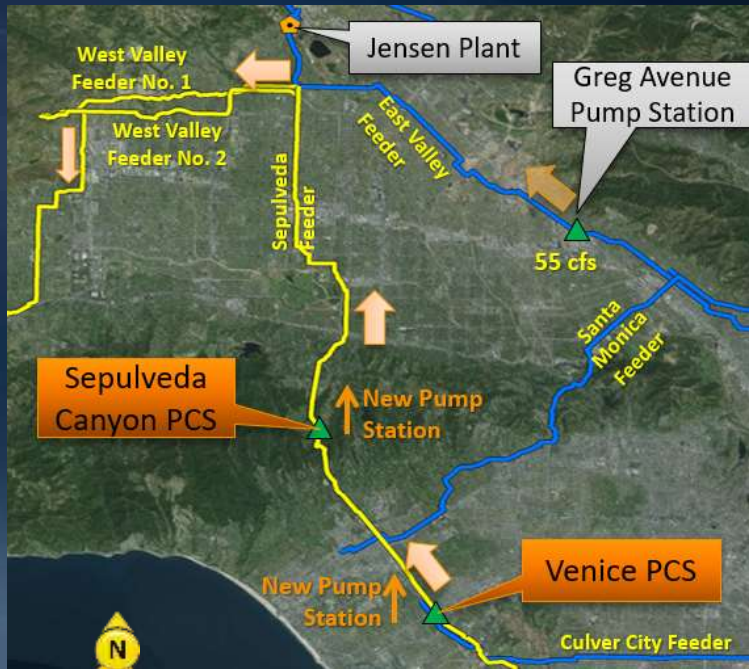 Jensen Plant
West Valley
Feeder No. 1
Greg Avenue
Pump Station
East Valley
Feeder
West Valley
Feeder No. 2
Sepulveda
Feeder
55 cfs
Santa
Monica
Feeder
Sepulveda
Canyon PCS
New Pump
Station
Venice PCS
New Pump
Station
Culver City Feeder
N